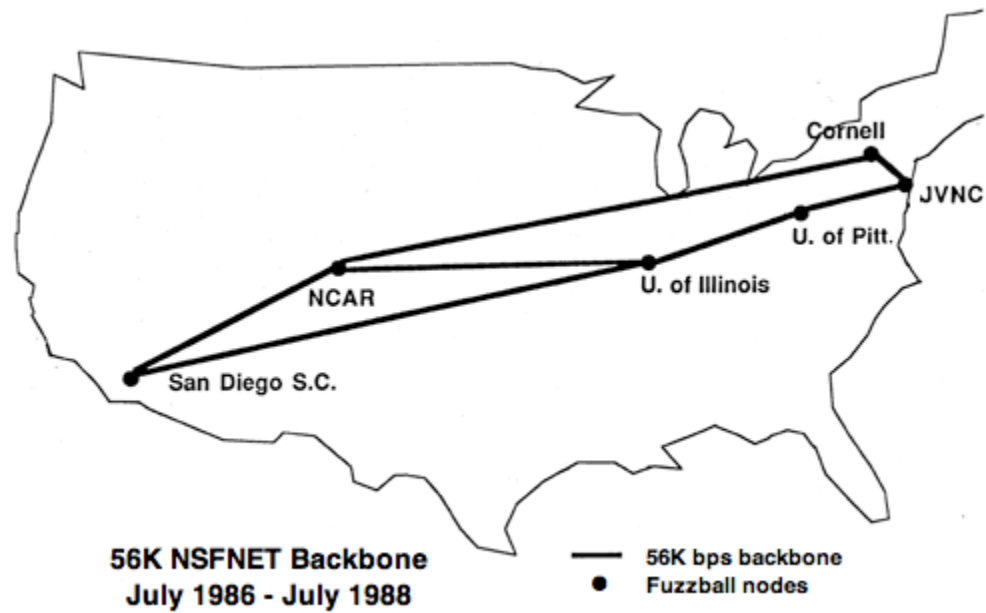 Cornell
JVNC
U. of Pitt.
U. of Illinois
NCAR
San Diego S.C.
56K NSFNET Backbone
July 1986 - July 1988
56K bps backbone
Fuzzball nodes